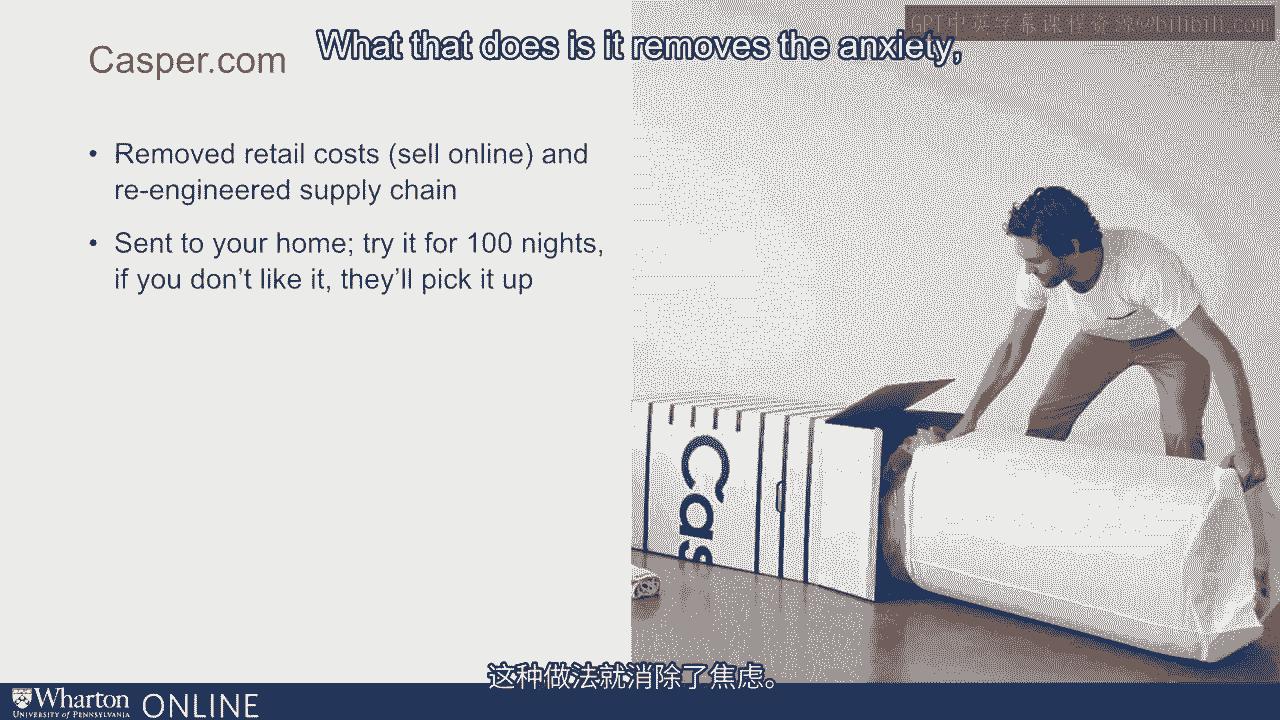 GPT中英字幕课程资源@bilibili.com
What that does is it removes the anxiety,
Casper.com
• Removed retail costs (sell online) and
re-engineered supply chain
• Sent to your home; try it for 100 nights,
if you don’t like it, they’ll pick it up
Cas
这种做法就消除了焦虑。
Wharton
UNIVERSITY of PENNSYLVANIA
ONLINE